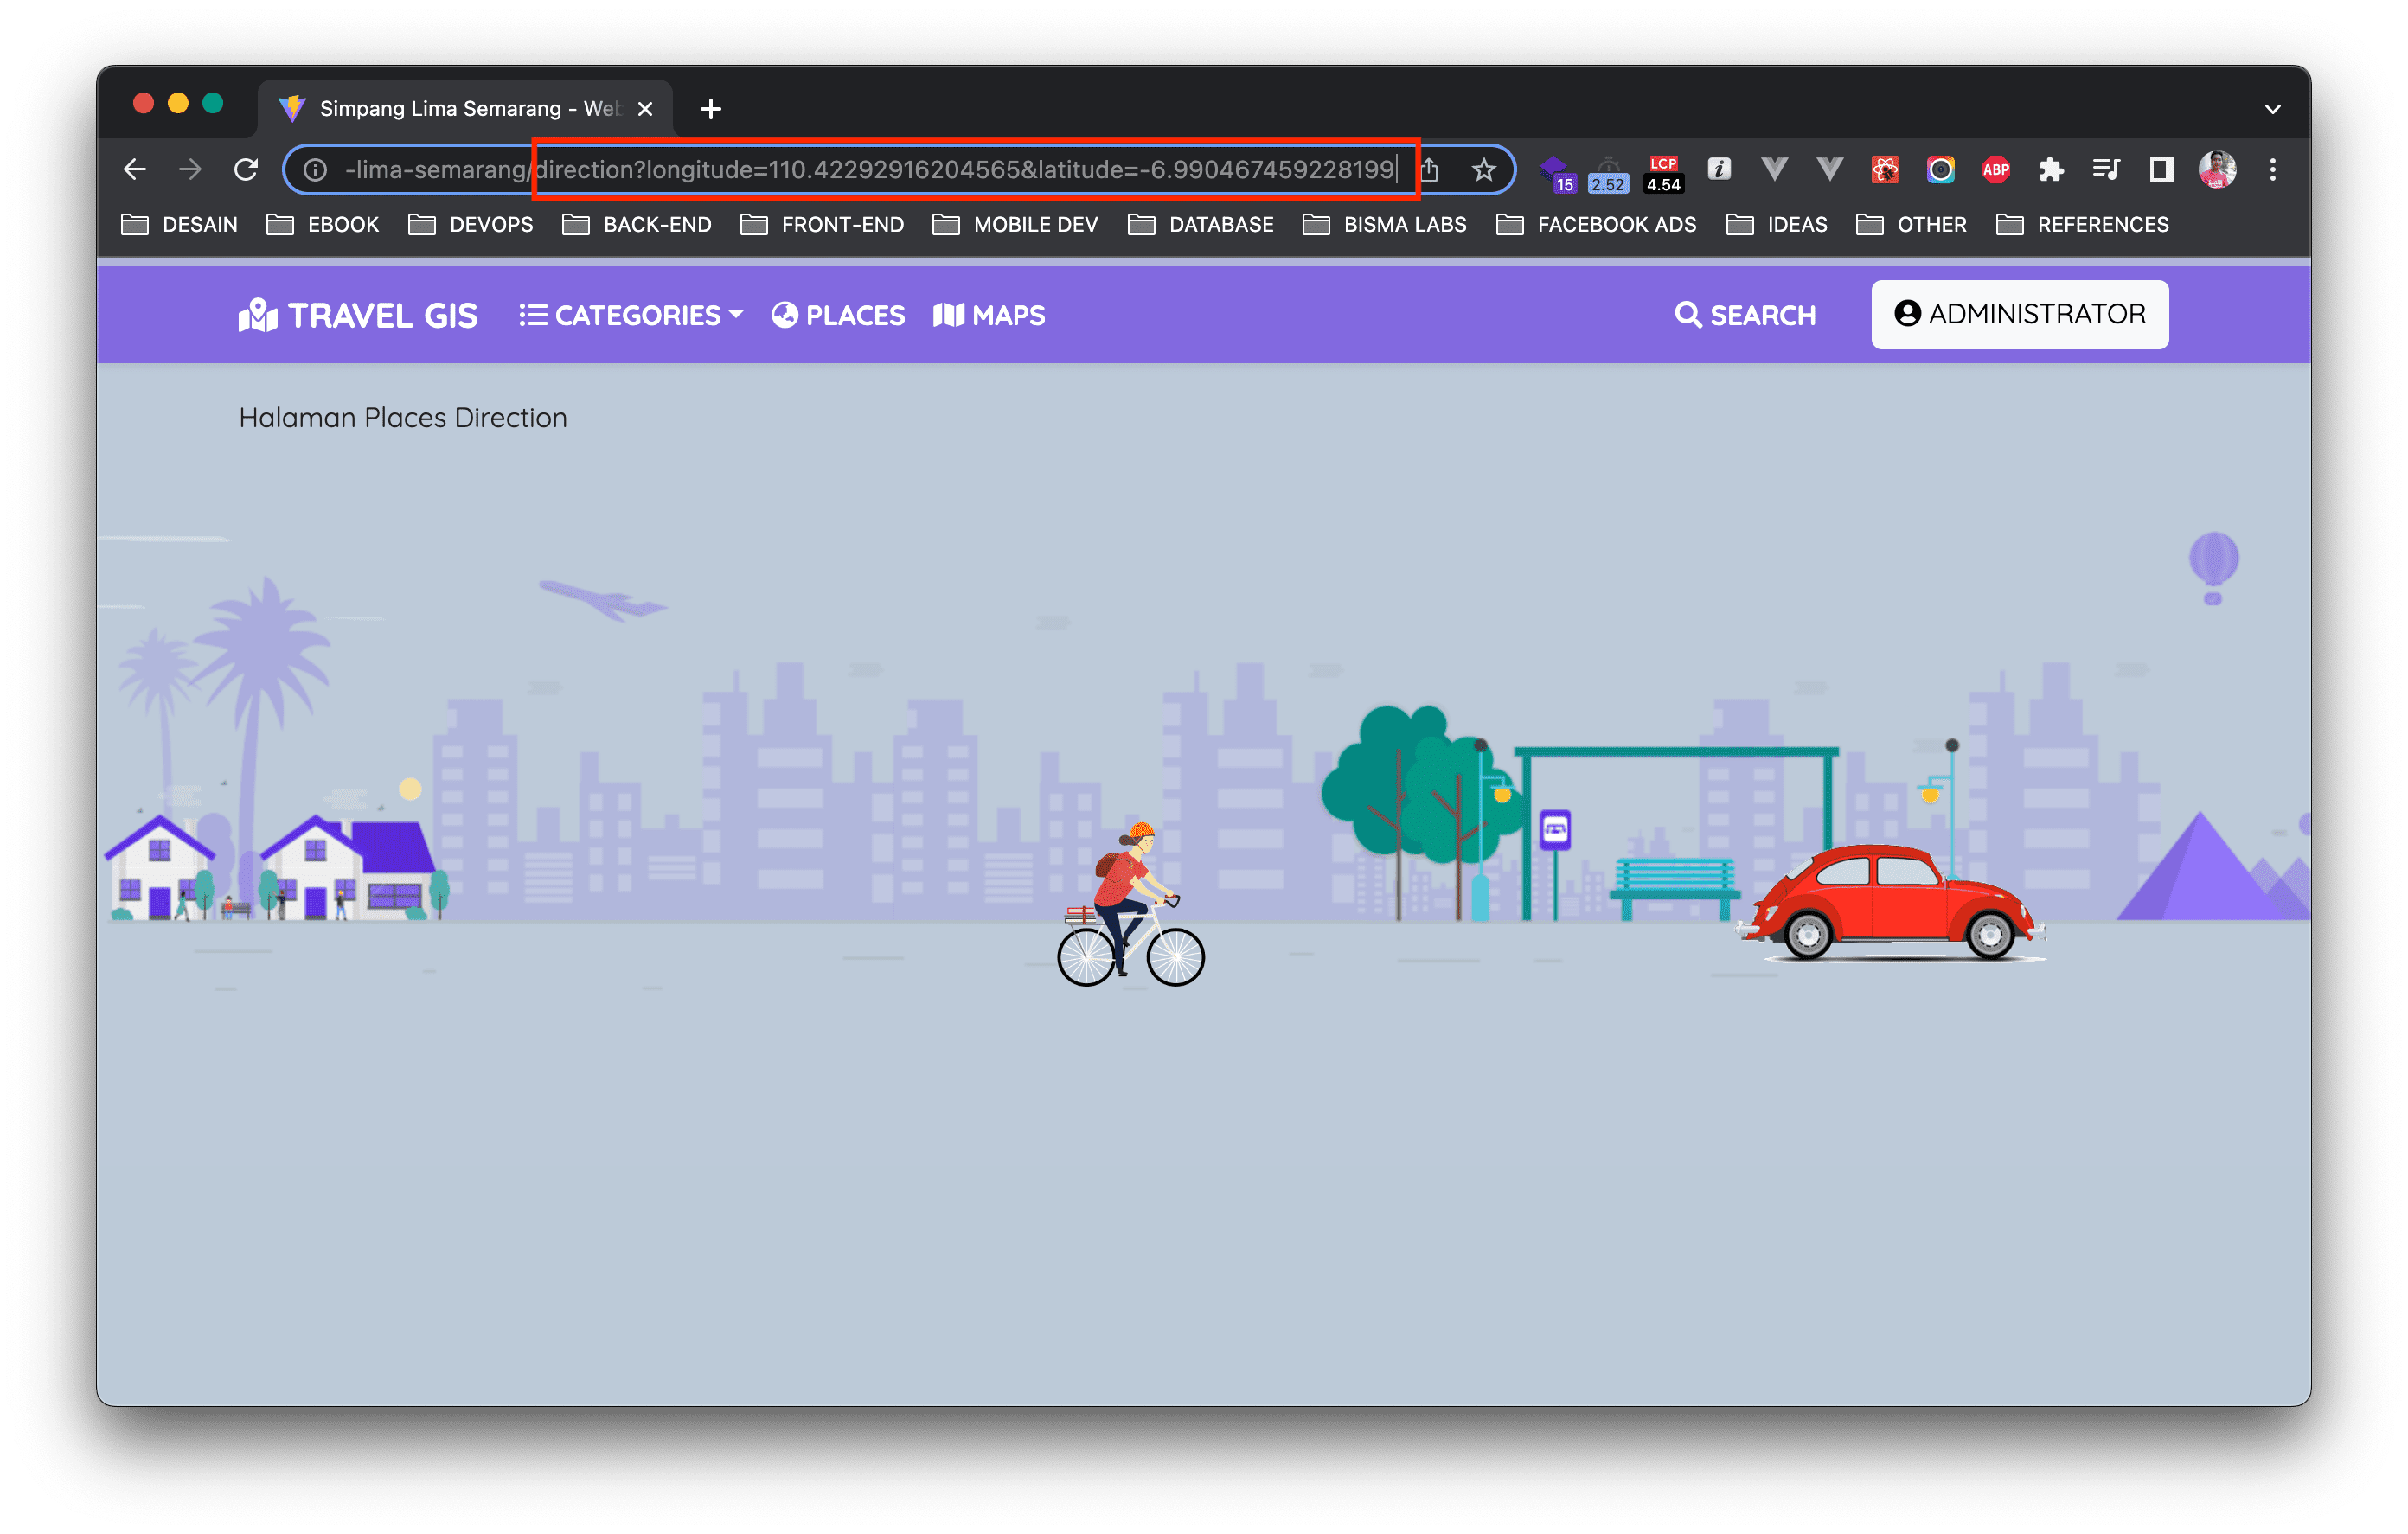 Simpang Lima Semarang - Web
-lima-semarang/direction?longitude=110.42292916204565&latitude=-6.990467459228199
15
2.52
LCP
4.54
i
ABP
DESAIN
EBOOK
DEVOPS
BACK-END
FRONT-END
MOBILE DEV
DATABASE
BISMA LABS
FACEBOOK ADS
IDEAS
OTHER
REFERENCES
TRAVEL GIS
CATEGORIES
PLACES
MAPS
SEARCH
ADMINISTRATOR
Halaman Places Direction